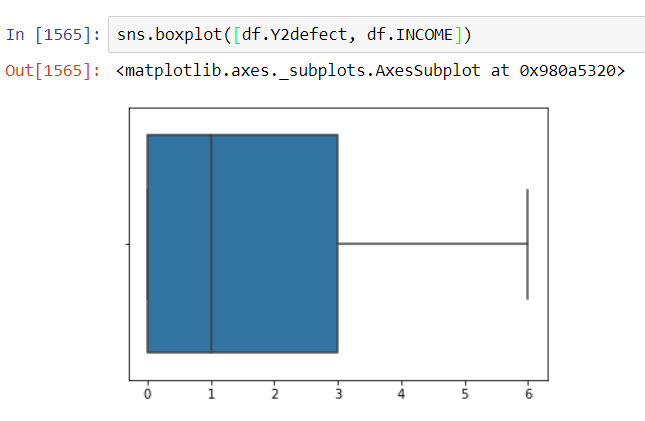 In [1565]: sns.boxplot([df.Y2defect, df.INCOME])
Out[1565]: <matplotlib.axes._subplots.AxesSubplot at 0x980a5320>
0 1 2 3 4 5 6